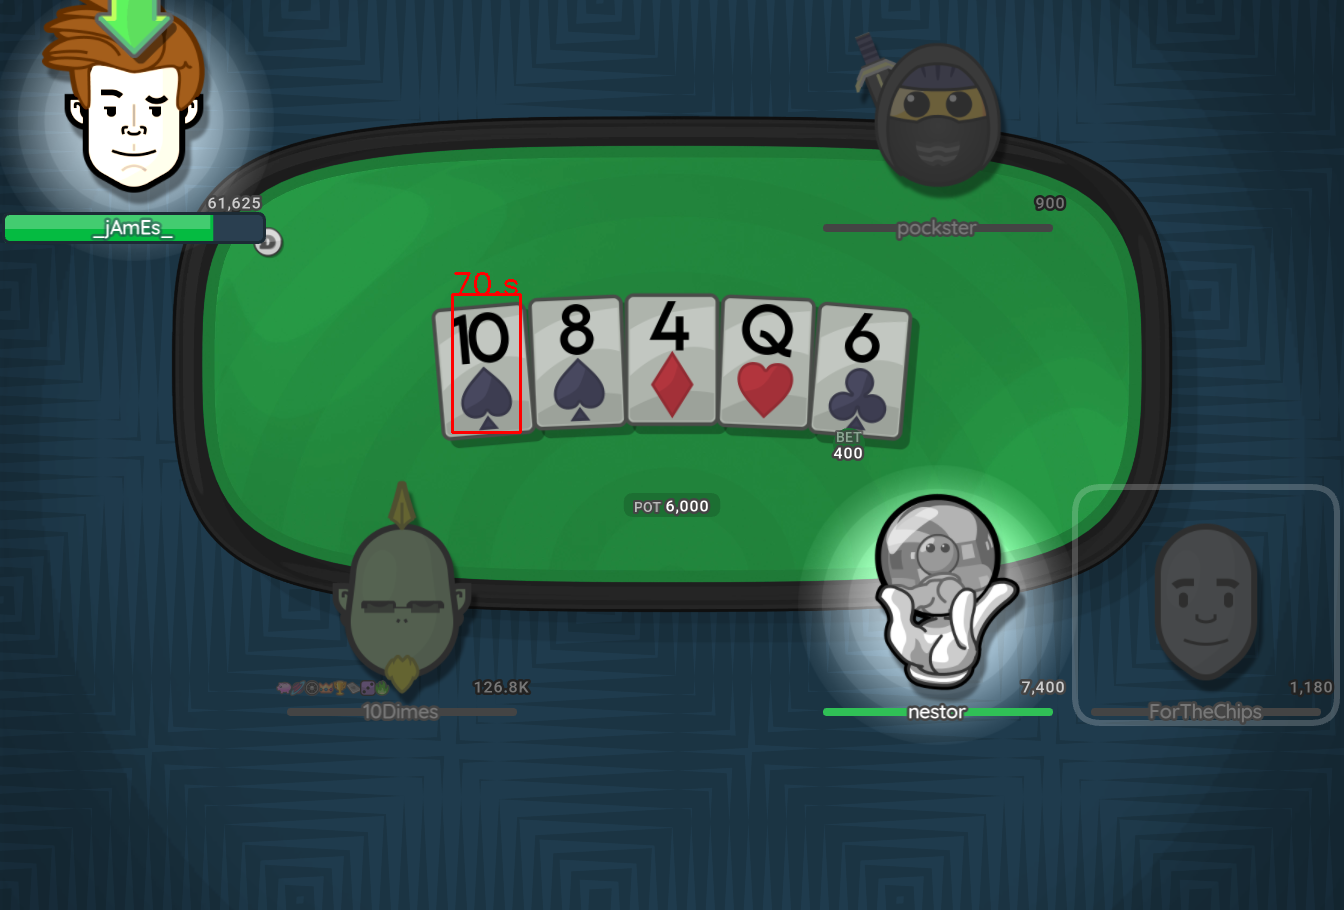 61,625
_jAmEs_
D
900
pockster
70.s
10 8 4 Q 6
BET
400
POT 6,000
126.8K
10Dimes
7,400
nestor
1,180
ForTheChips